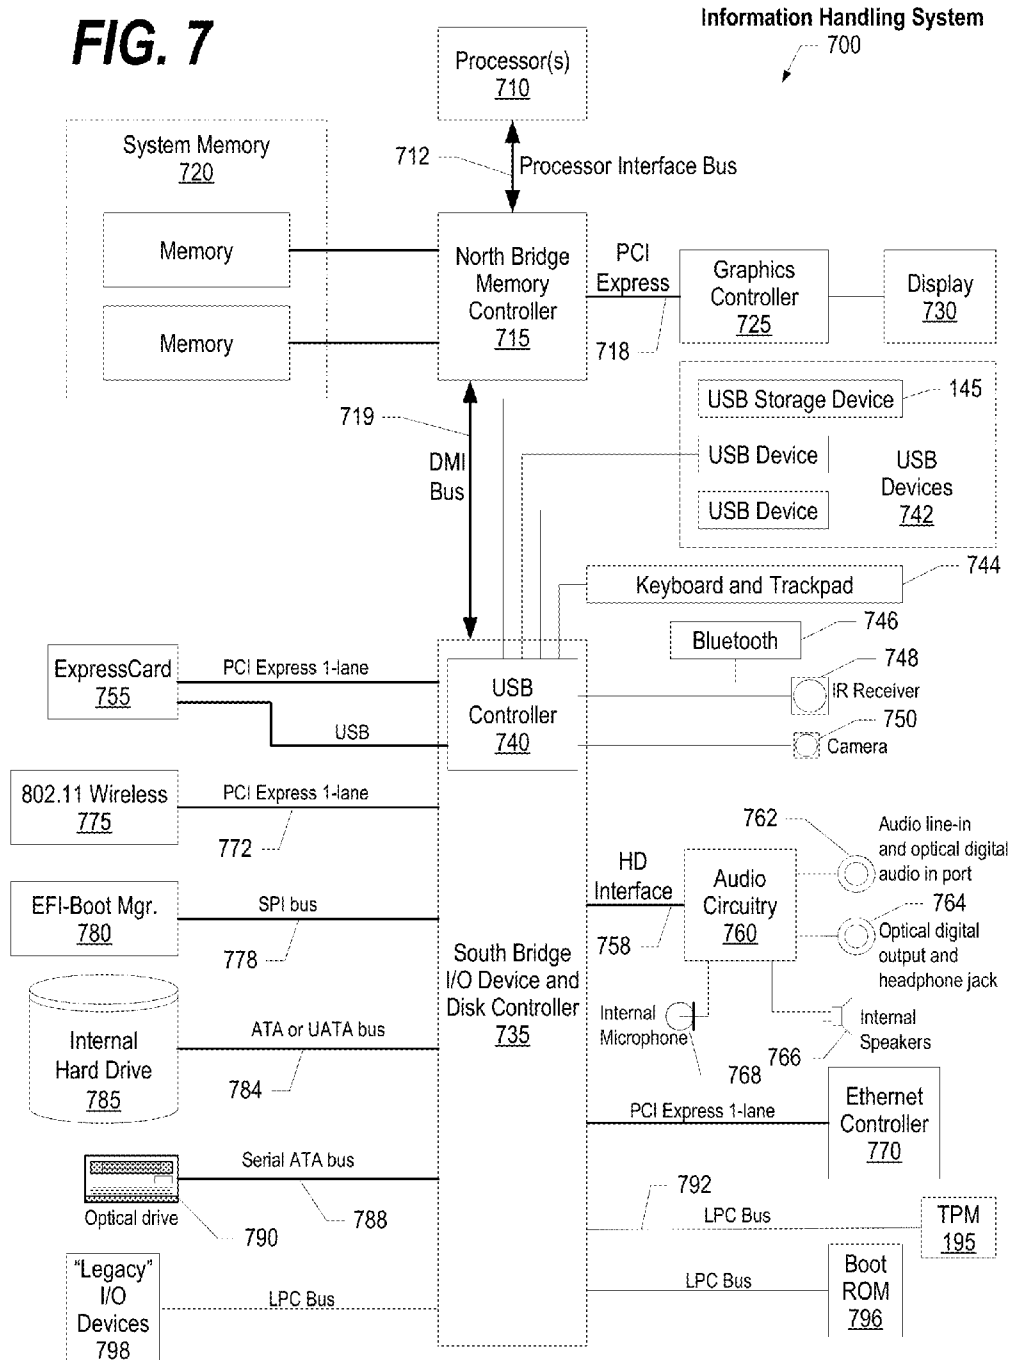 FIG. 7
Information Handling System
700
Processor(s)
710
712
Processor Interface Bus
System Memory
720
Memory
Memory
North Bridge
Memory
Controller
715
PCI
Express
718
Graphics
Controller
725
Display
730
719
DMI
Bus
USB Storage Device
145
USB Device
USB Device
USB
Devices
742
744
Keyboard and Trackpad
746
Bluetooth
748
IR Receiver
750
Camera
ExpressCard
755
PCI Express 1-lane
USB
USB
Controller
740
802.11 Wireless
775
PCI Express 1-lane
772
EFI-Boot Mgr.
780
SPI bus
778
HD
Interface
758
Audio
Circuitry
760
762
Audio line-in
and optical digital
audio in port
764
Optical digital
output and
headphone jack
Internal
Microphone
768
766
Internal
Speakers
South Bridge
I/O Device and
Disk Controller
735
Internal
Hard Drive
785
ATA or UATA bus
784
PCI Express 1-lane
Ethernet
Controller
770
Optical drive
790
Serial ATA bus
788
792
LPC Bus
TPM
195
"Legacy"
I/O
Devices
798
LPC Bus
LPC Bus
Boot
ROM
796